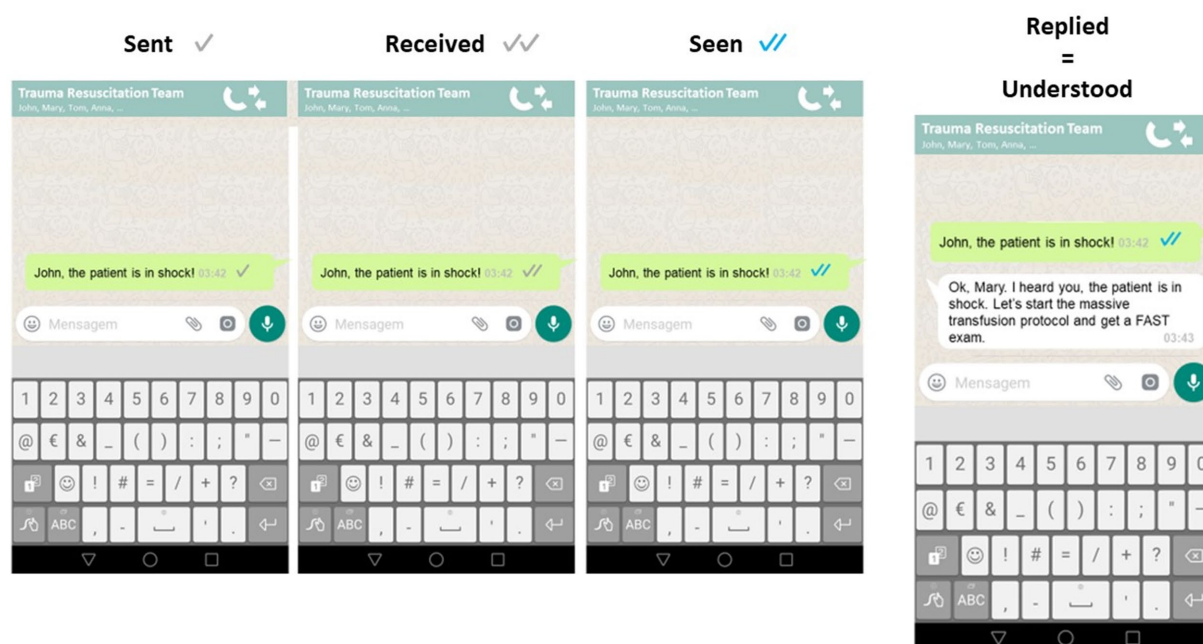 Sent
Received
Seen
Replied
=
Understood
Trauma Resuscitation Team
John, Mary, Tom, Anna, ...
John, the patient is in shock! 03:42
Mensagem
1 2 3 4 5 6 7 8 9 0
@ € & _ ( ) : ; " —
1 ! # = / + ?
ABC , - ' .
Trauma Resuscitation Team
John, Mary, Tom, Anna, ...
John, the patient is in shock! 03:42
Mensagem
1 2 3 4 5 6 7 8 9 0
@ € & _ ( ) : ; " —
1 ! # = / + ?
ABC , - ' .
Trauma Resuscitation Team
John, Mary, Tom, Anna, ...
John, the patient is in shock! 03:42
Mensagem
1 2 3 4 5 6 7 8 9 0
@ € & _ ( ) : ; " —
1 ! # = / + ?
ABC , - ' .
Trauma Resuscitation Team
John, Mary, Tom, Anna, ...
John, the patient is in shock! 03:42
Ok, Mary. I heard you, the patient is in
shock. Let's start the massive
transfusion protocol and get a FAST
exam. 03:43
Mensagem
1 2 3 4 5 6 7 8 9 0
@ € & _ ( ) : ; " —
1 ! # = / + ?
ABC , - ' .